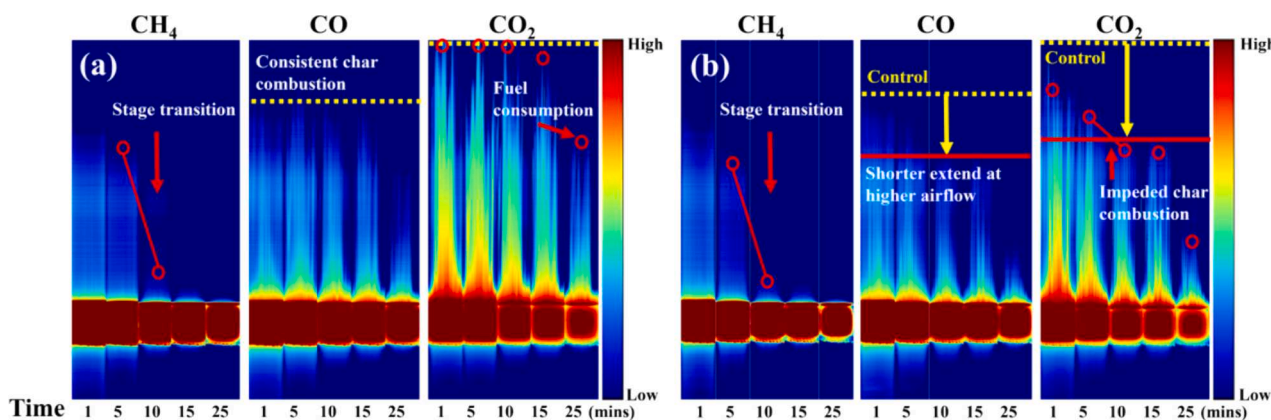 CH₄ CO CO₂ CH₄ CO CO₂
(a)
High
Consistent char
combustion
Stage transition
Fuel
consumption
Low
(b)
High
Control
Control
Stage transition
Shorter extend at
higher airflow
Impeded char
combustion
Low
Time 1 5 10 15 25 1 5 10 15 25 1 5 10 15 25 (mins) 1 5 10 15 25 1 5 10 15 25 1 5 10 15 25 (mins)